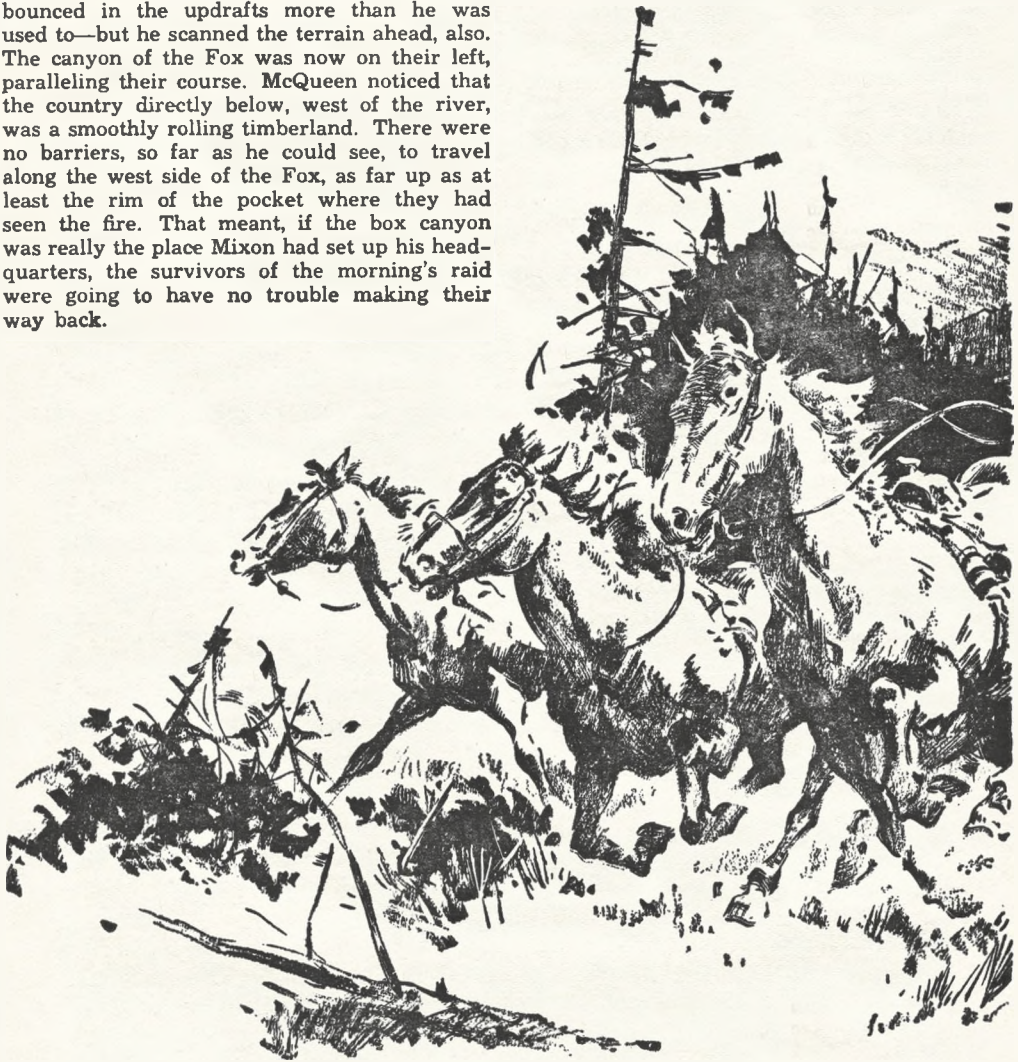 bounced in the updrafts more than he was
used to—but he scanned the terrain ahead, also.
The canyon of the Fox was now on their left,
paralleling their course. McQueen noticed that
the country directly below, west of the river,
was a smoothly rolling timberland. There were
no barriers, so far as he could see, to travel
along the west side of the Fox, as far up as at
least the rim of the pocket where they had
seen the fire. That meant, if the box canyon
was really the place Mixon had set up his head-
quarters, the survivors of the morning's raid
were going to have no trouble making their
way back.